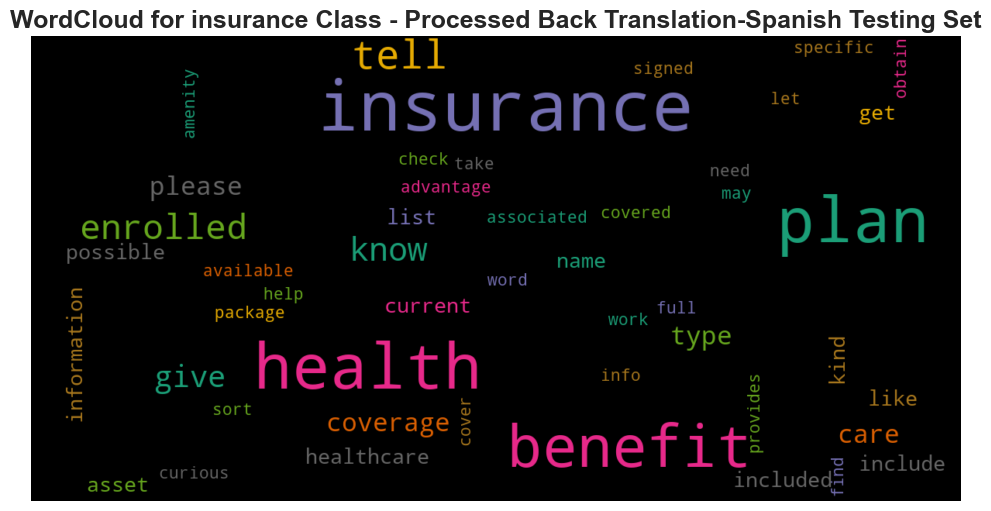 WordCloud for insurance Class - Processed Back Translation-Spanish Testing Set
tell
signed
specific
obtain
amenity
insurance
let
get
check
take
need
please
advantage
may
enrolled
list
associated
covered
plan
possible
know
name
available
word
help
package
current
work
full
information
type
health
kind
give
info
sort
coverage
cover
provides
like
healthcare
benefit
care
asset
curious
included
find
include